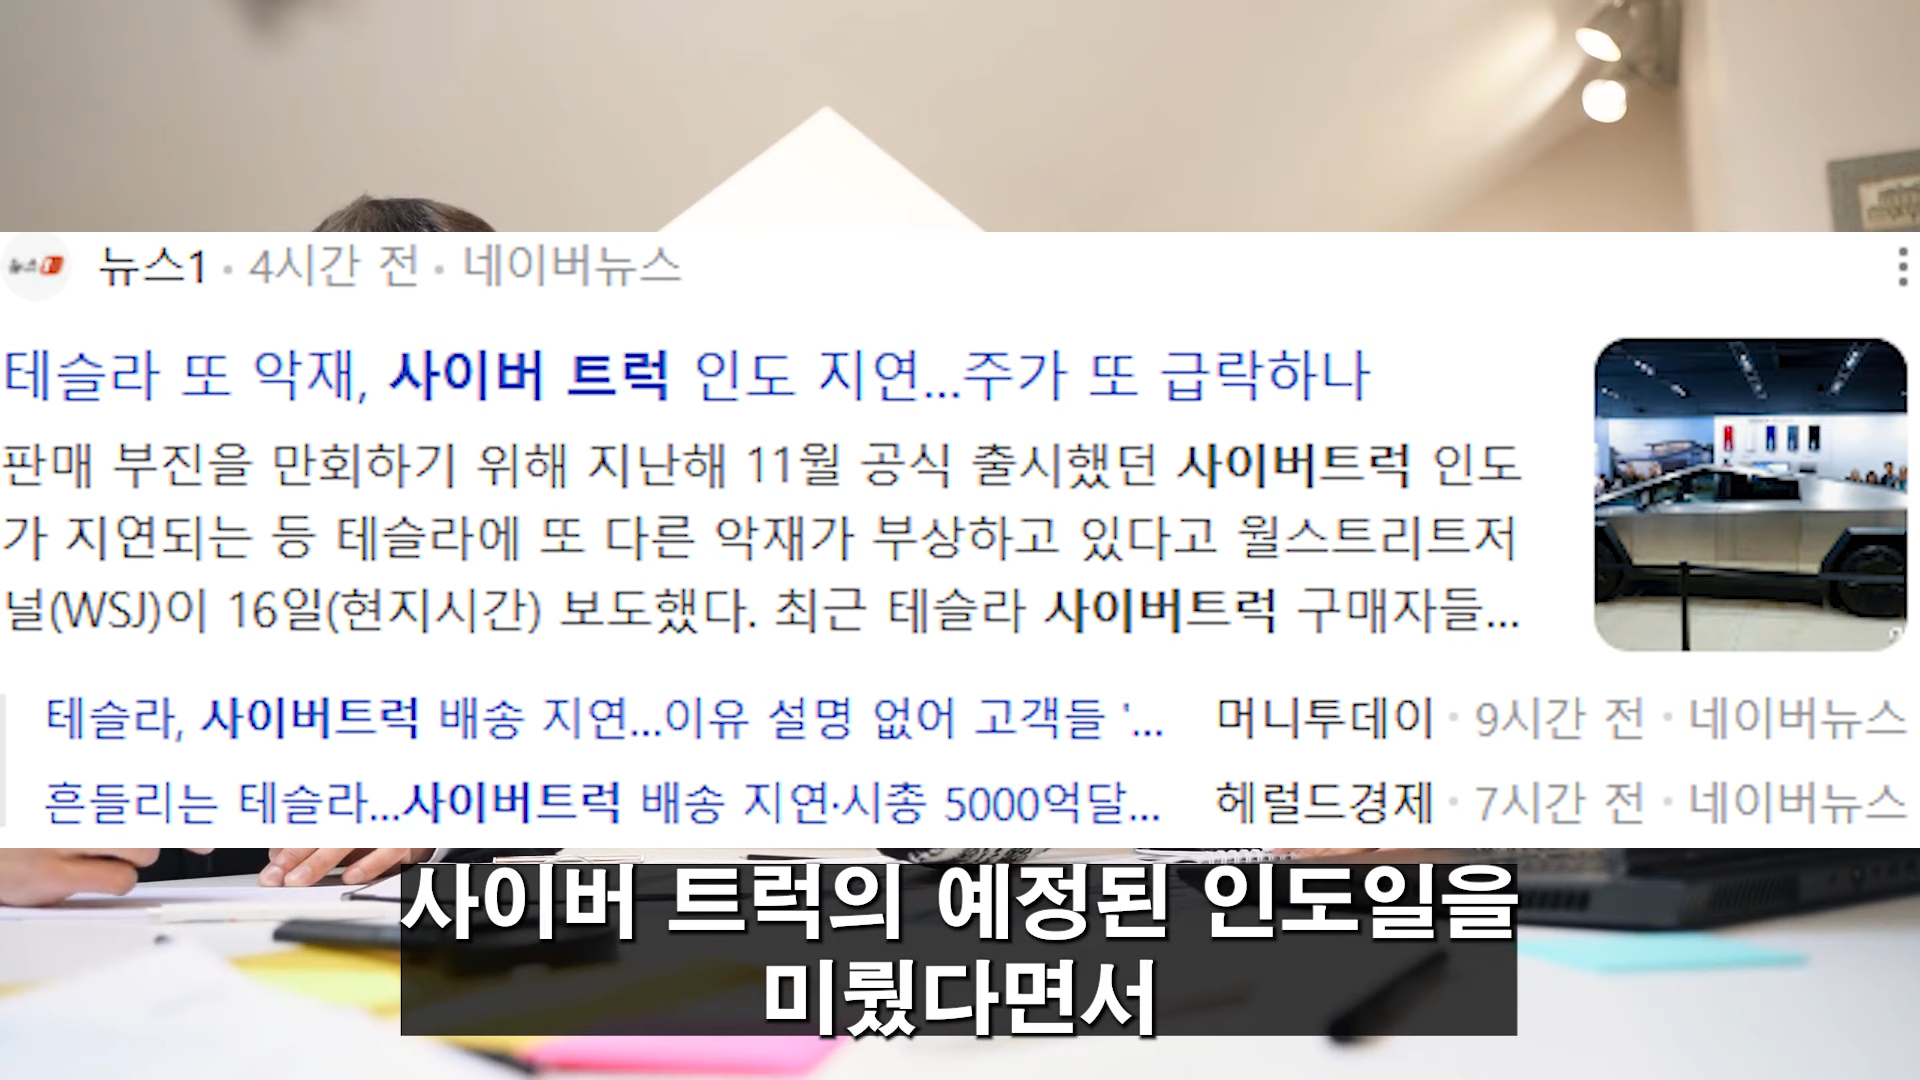 뉴스1 · 4시간 전 · 네이버뉴스
테슬라 또 악재, 사이버 트럭 인도 지연...주가 또 급락하나
판매 부진을 만회하기 위해 지난해 11월 공식 출시했던 사이버트럭 인도
가 지연되는 등 테슬라에 또 다른 악재가 부상하고 있다고 월스트리트저
널(WSJ)이 16일(현지시간) 보도했다. 최근 테슬라 사이버트럭 구매자들...
테슬라, 사이버트럭 배송 지연...이유 설명 없어 고객들 '... 머니투데이 · 9시간 전 · 네이버뉴스
흔들리는 테슬라...사이버트럭 배송 지연·시총 5000억달... 헤럴드경제 · 7시간 전 · 네이버뉴스
사이버 트럭의 예정된 인도일을
미뤘다면서